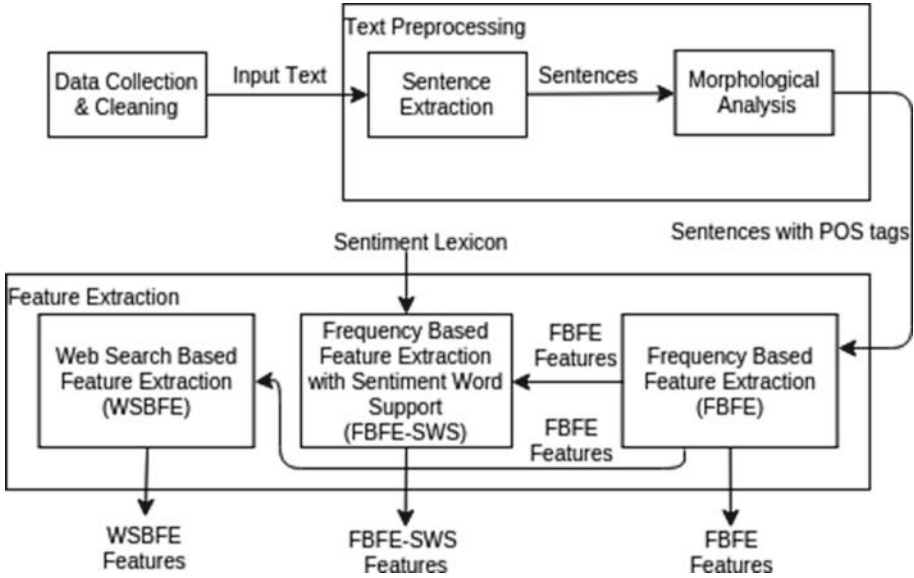 Text Preprocessing
Data Collection
& Cleaning
Input Text
Sentence
Extraction
Sentences
Morphological
Analysis
Sentences with POS tags
Sentiment Lexicon
Feature Extraction
Web Search Based
Feature Extraction
(WSBFE)
Frequency Based
Feature Extraction
with Sentiment Word
Support
(FBFE-SWS)
FBFE
Features
FBFE
Features
Frequency Based
Feature Extraction
(FBFE)
WSBFE
Features
FBFE-SWS
Features
FBFE
Features